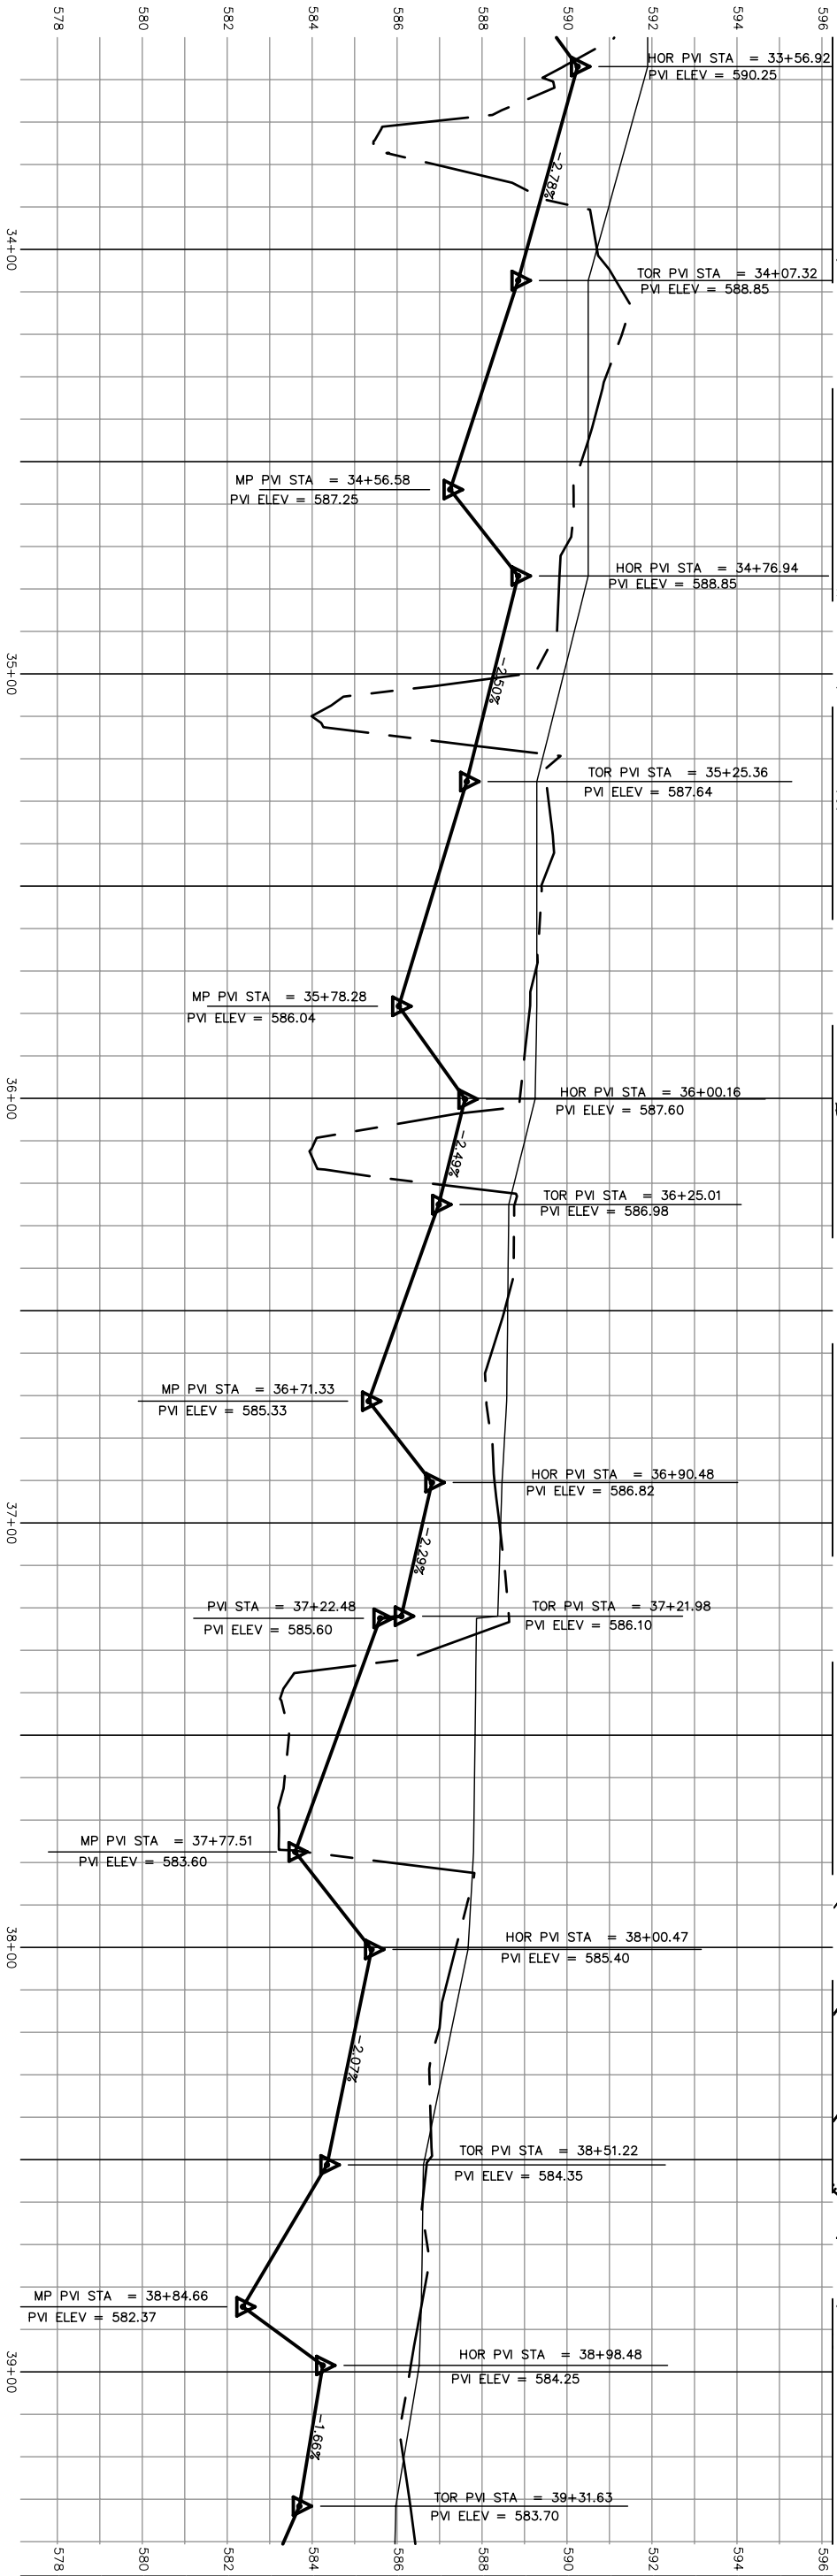 578
580
582
584
586
588
590
592
594
596
HOR PVI STA = 33+56.92
PVI ELEV = 590.25
-2.78%
34+00
TOR PVI STA = 34+07.32
PVI ELEV = 588.85
MP PVI STA = 34+56.58
PVI ELEV = 587.25
HOR PVI STA = 34+76.94
PVI ELEV = 588.85
35+00
-2.50%
TOR PVI STA = 35+25.36
PVI ELEV = 587.64
MP PVI STA = 35+78.28
PVI ELEV = 586.04
36+00
HOR PVI STA = 36+00.16
PVI ELEV = 587.60
-2.49%
TOR PVI STA = 36+25.01
PVI ELEV = 586.98
MP PVI STA = 36+71.33
PVI ELEV = 585.33
HOR PVI STA = 36+90.48
PVI ELEV = 586.82
37+00
-2.29%
PVI STA = 37+22.48
PVI ELEV = 585.60
TOR PVI STA = 37+21.98
PVI ELEV = 586.10
MP PVI STA = 37+77.51
PVI ELEV = 583.60
38+00
HOR PVI STA = 38+00.47
PVI ELEV = 585.40
-2.07%
TOR PVI STA = 38+51.22
PVI ELEV = 584.35
MP PVI STA = 38+84.66
PVI ELEV = 582.37
39+00
HOR PVI STA = 38+98.48
PVI ELEV = 584.25
-1.66%
TOR PVI STA = 39+31.63
PVI ELEV = 583.70
578
580
582
584
586
588
590
592
594
596